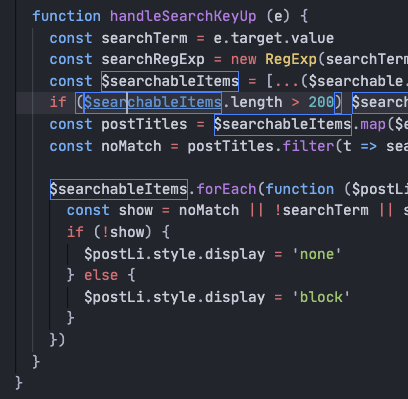 function handleSearchKeyUp (e) {
const searchTerm = e.target.value
const searchRegExp = new RegExp(searchTerm
const $searchableItems = [...($searchable.
if ($searchableItems.length > 200) $search
const postTitles = $searchableItems.map($
const noMatch = postTitles.filter(t => sea
$searchableItems.forEach(function ($postLi
const show = noMatch || !searchTerm || s
if (!show) {
$postLi.style.display = 'none'
} else {
$postLi.style.display = 'block'
}
})
}
}